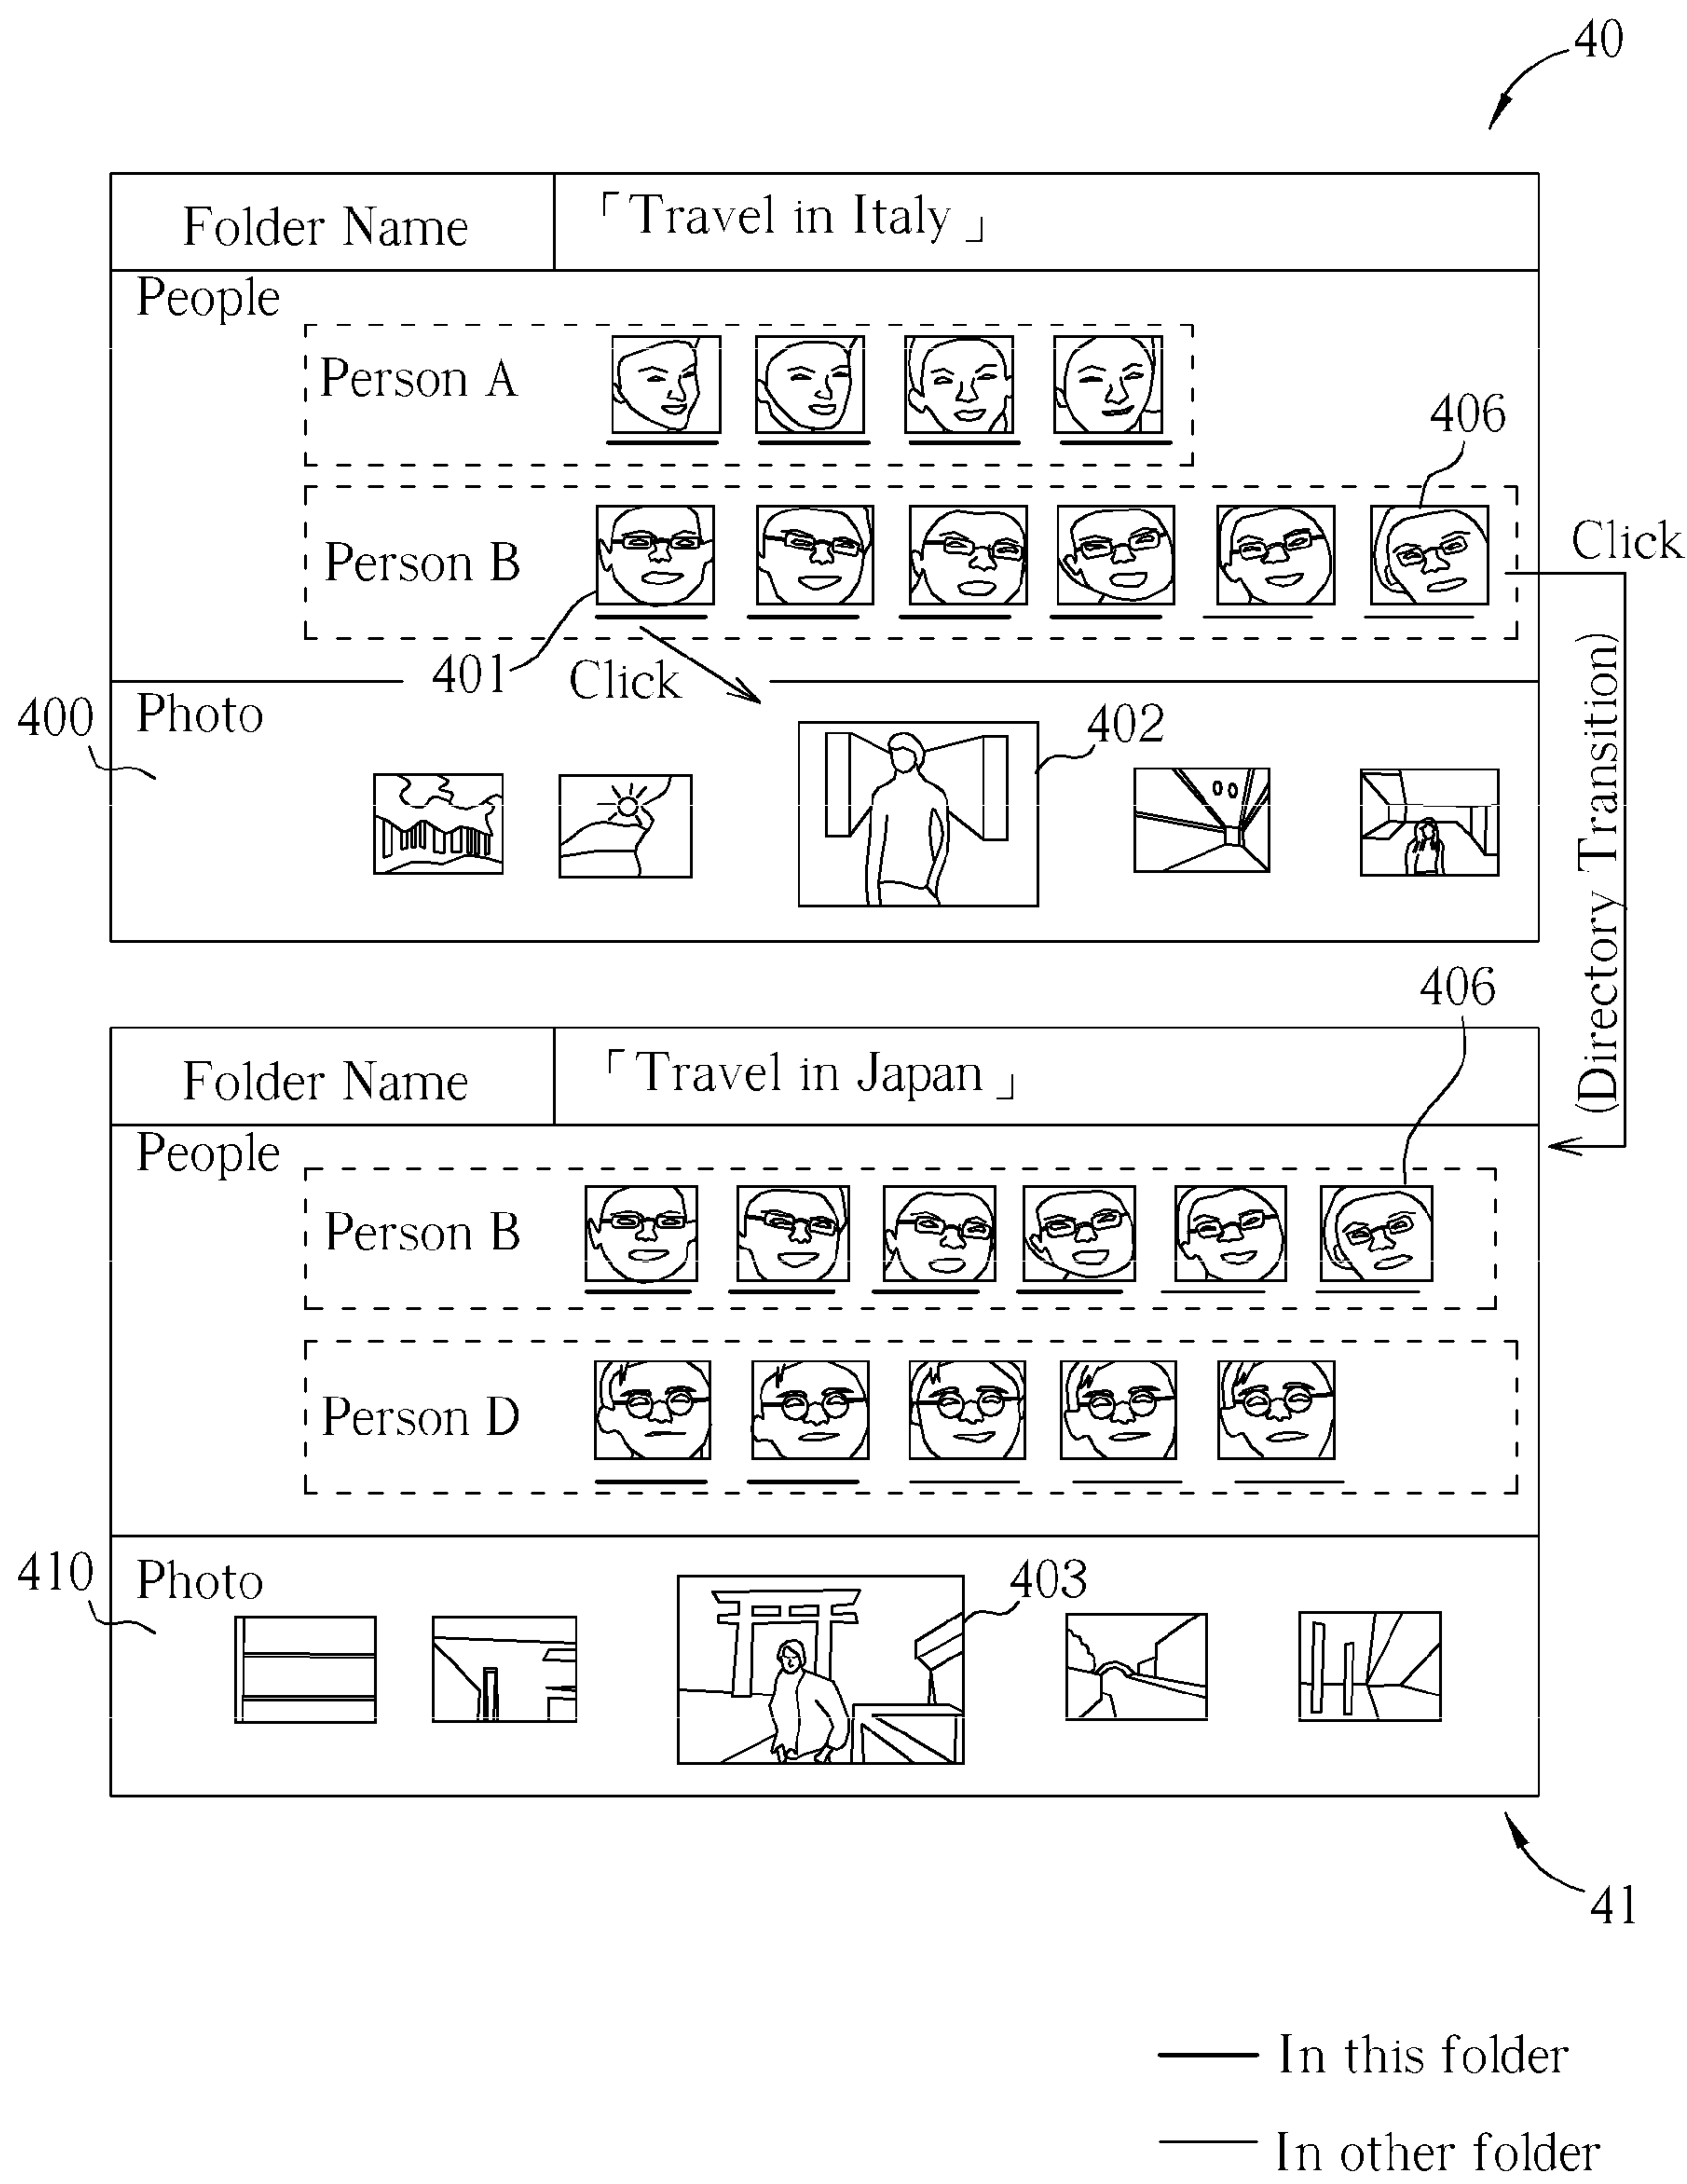 40
Folder Name 「Travel in Italy」
People
Person A
406
Person B
Click
401
Click
(Directory Transition)
400
Photo
402
406
Folder Name 「Travel in Japan」
People
Person B
Person D
410
Photo
403
41
In this folder
In other folder